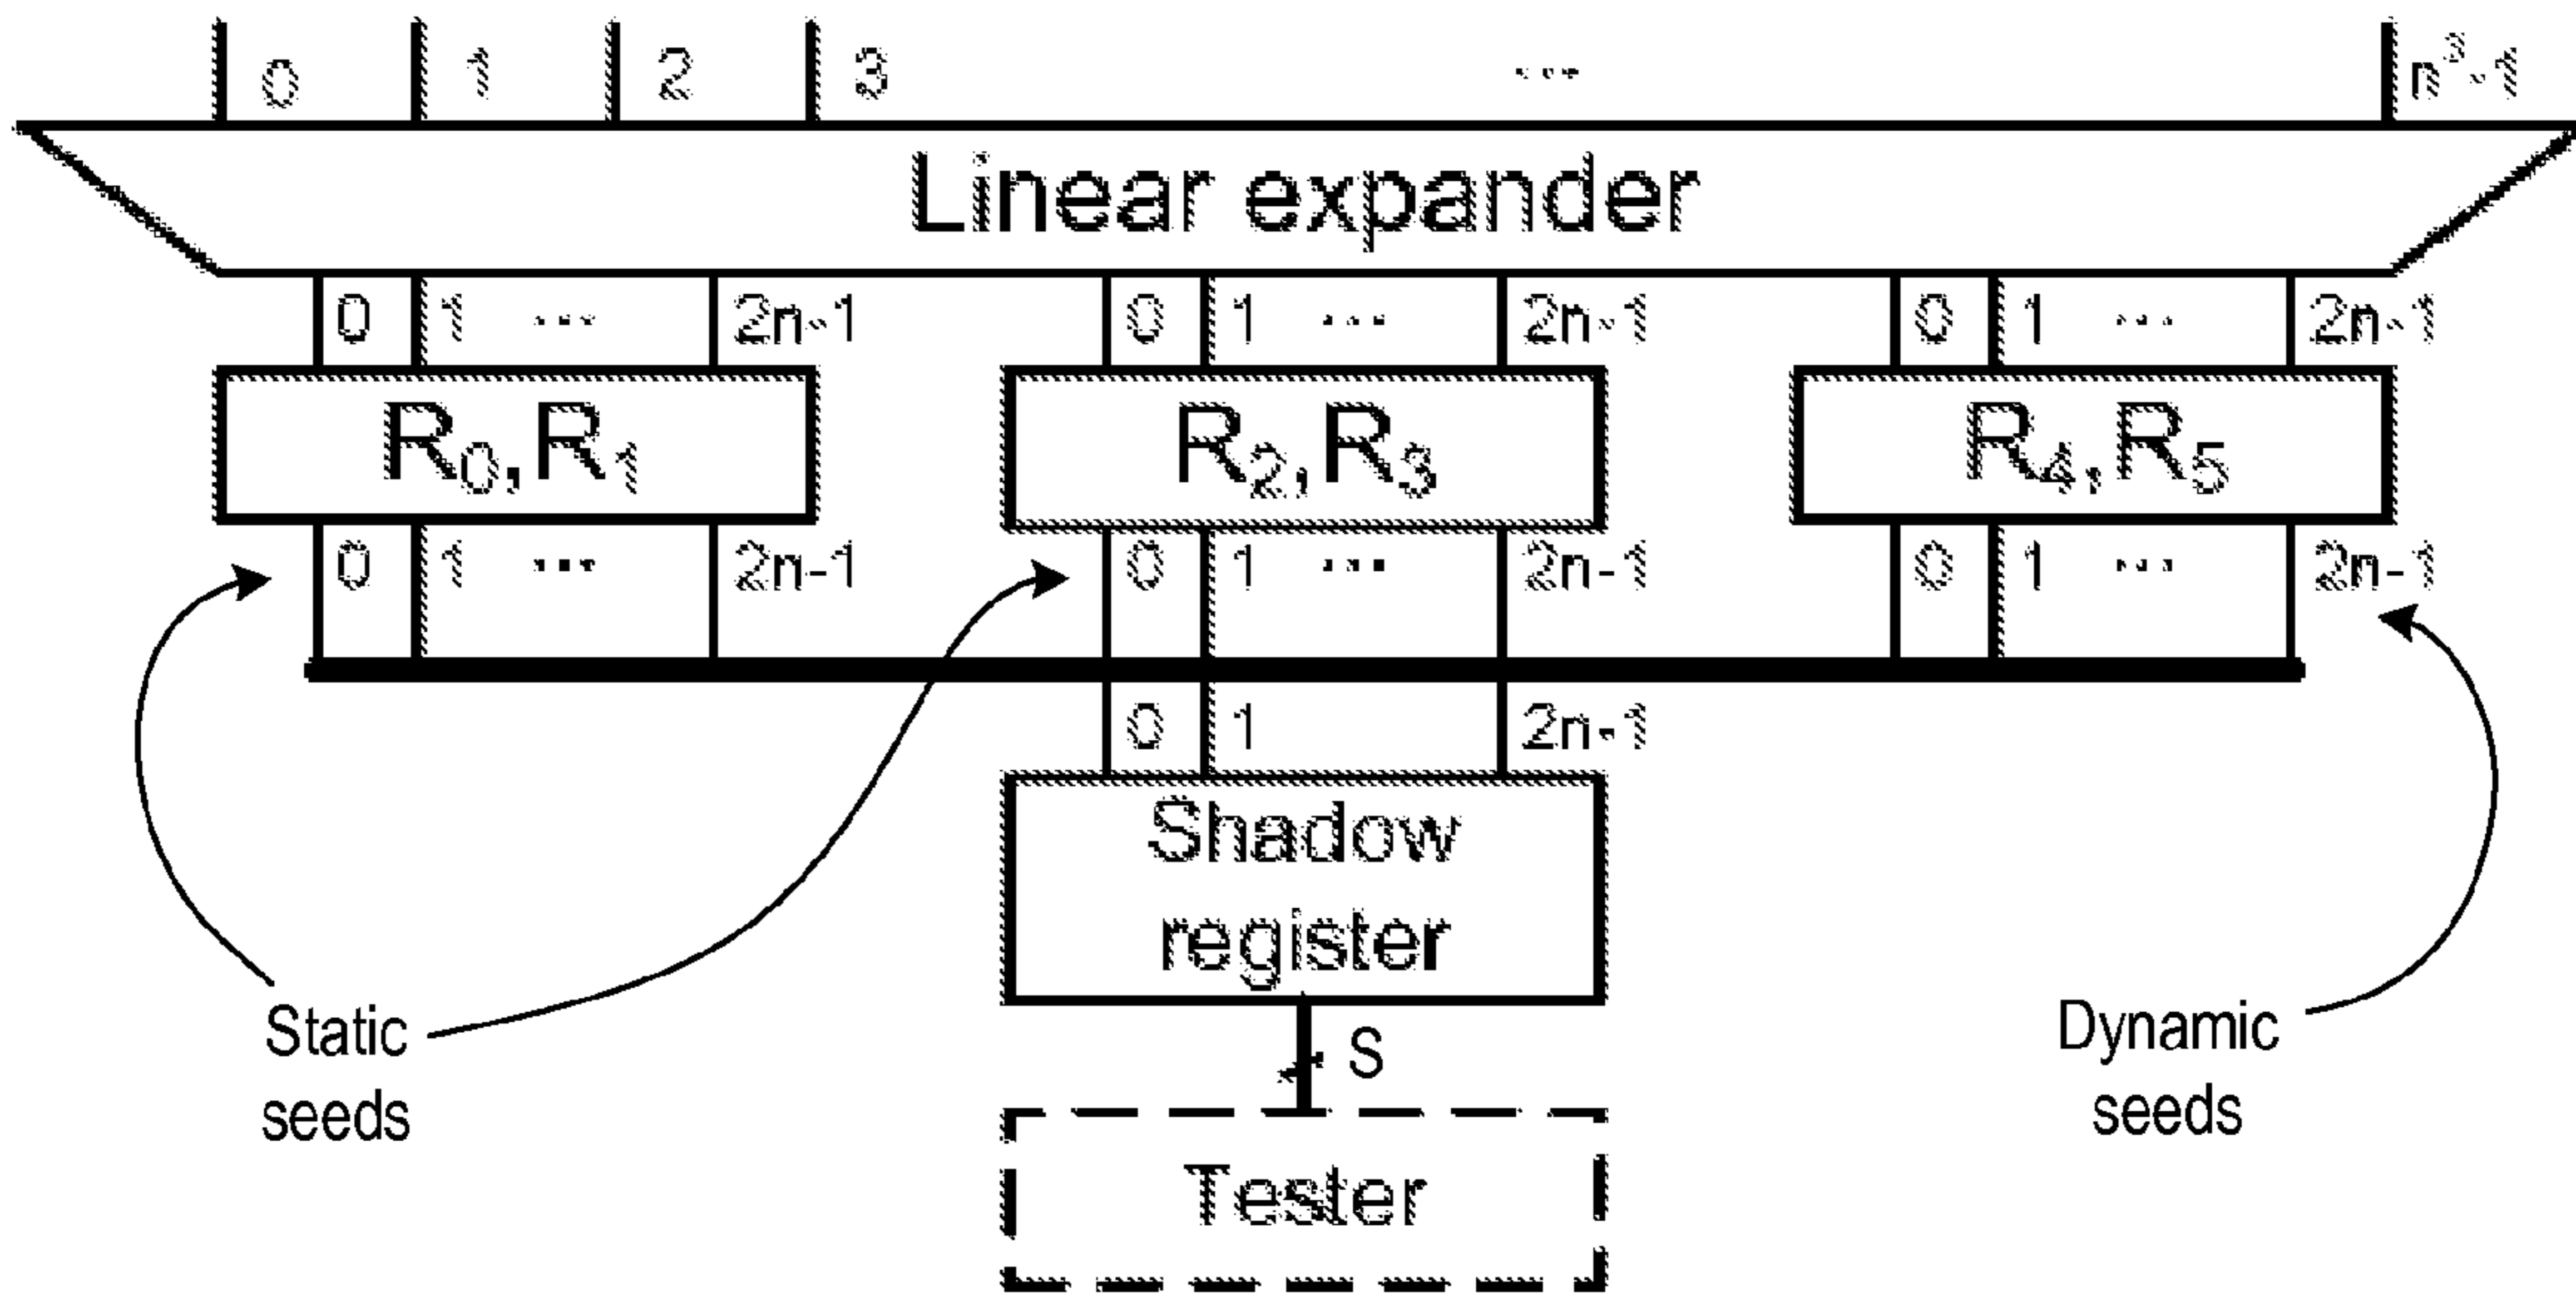 0 1 2 3 ... n³-1
Linear expander
0 1 ... 2n-1 0 1 ... 2n-1 0 1 ... 2n-1
R₀,R₁ R₂,R₃ R₄,R₅
0 1 ... 2n-1 0 1 ... 2n-1 0 1 ... 2n-1
0 1 2n-1
Shadow
register
S
Static
seeds
Dynamic
seeds
Tester